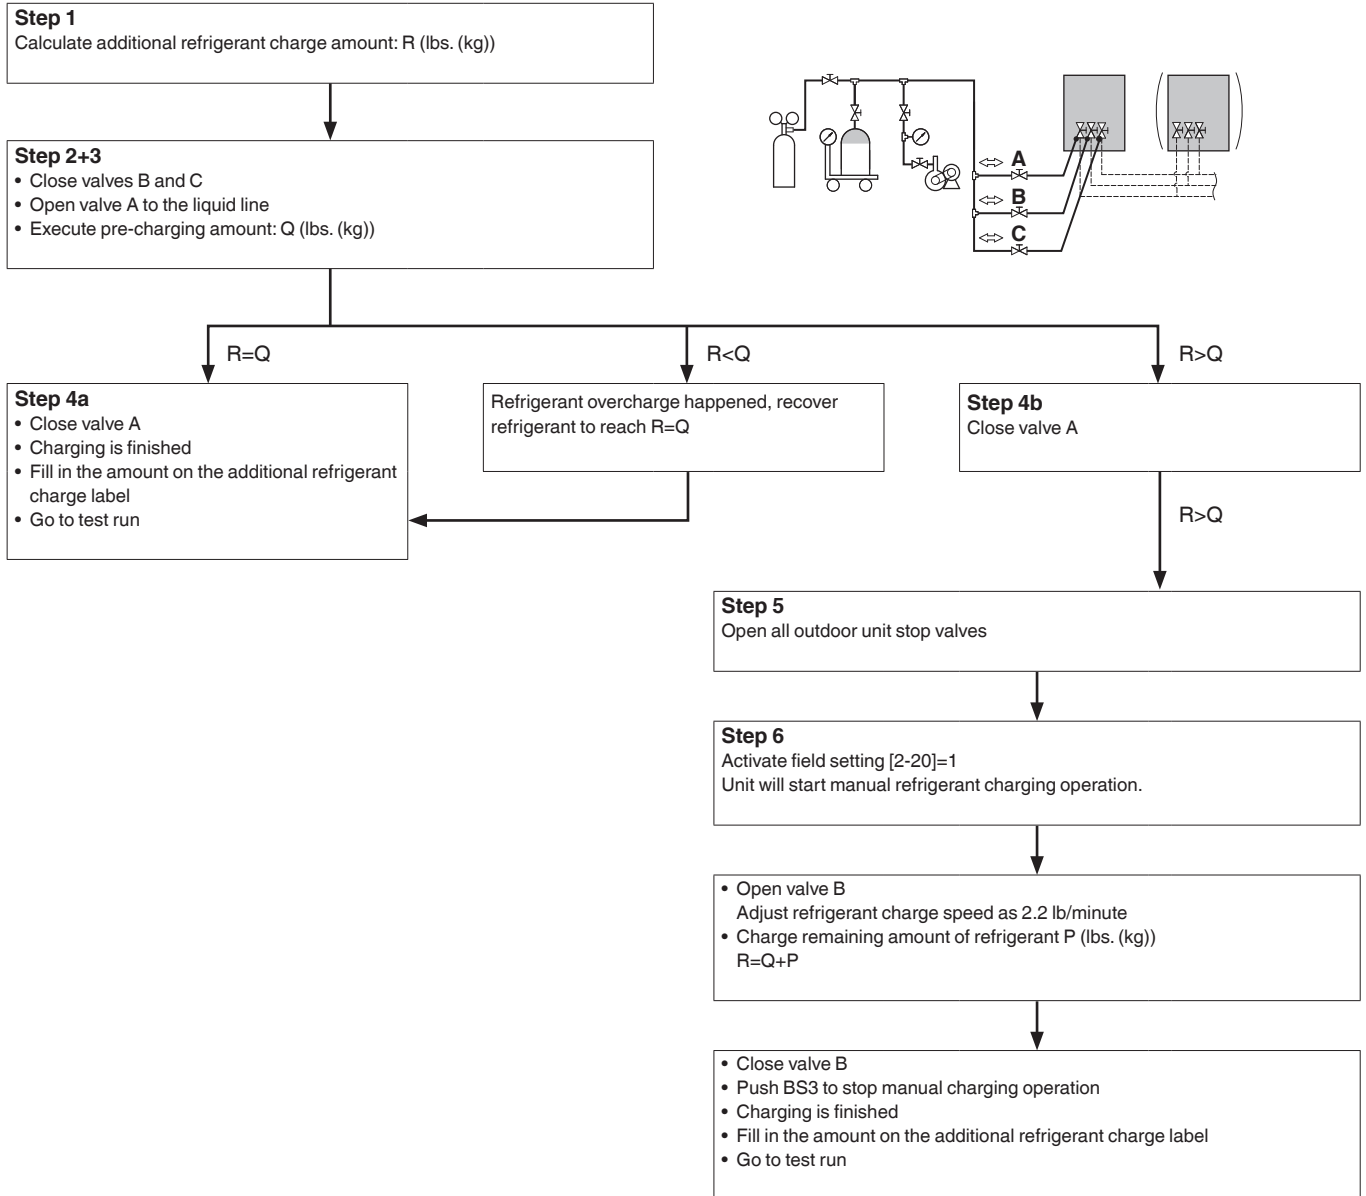 Step 1
Calculate additional refrigerant charge amount: R (lbs. (kg))
Step 2+3
• Close valves B and C
• Open valve A to the liquid line
• Execute pre-charging amount: Q (lbs. (kg))
A
B
C
R=Q
R<Q
R>Q
Step 4a
• Close valve A
• Charging is finished
• Fill in the amount on the additional refrigerant
charge label
• Go to test run
Refrigerant overcharge happened, recover
refrigerant to reach R=Q
Step 4b
Close valve A
R>Q
Step 5
Open all outdoor unit stop valves
Step 6
Activate field setting [2-20]=1
Unit will start manual refrigerant charging operation.
• Open valve B
Adjust refrigerant charge speed as 2.2 lb/minute
• Charge remaining amount of refrigerant P (lbs. (kg))
R=Q+P
• Close valve B
• Push BS3 to stop manual charging operation
• Charging is finished
• Fill in the amount on the additional refrigerant charge label
• Go to test run